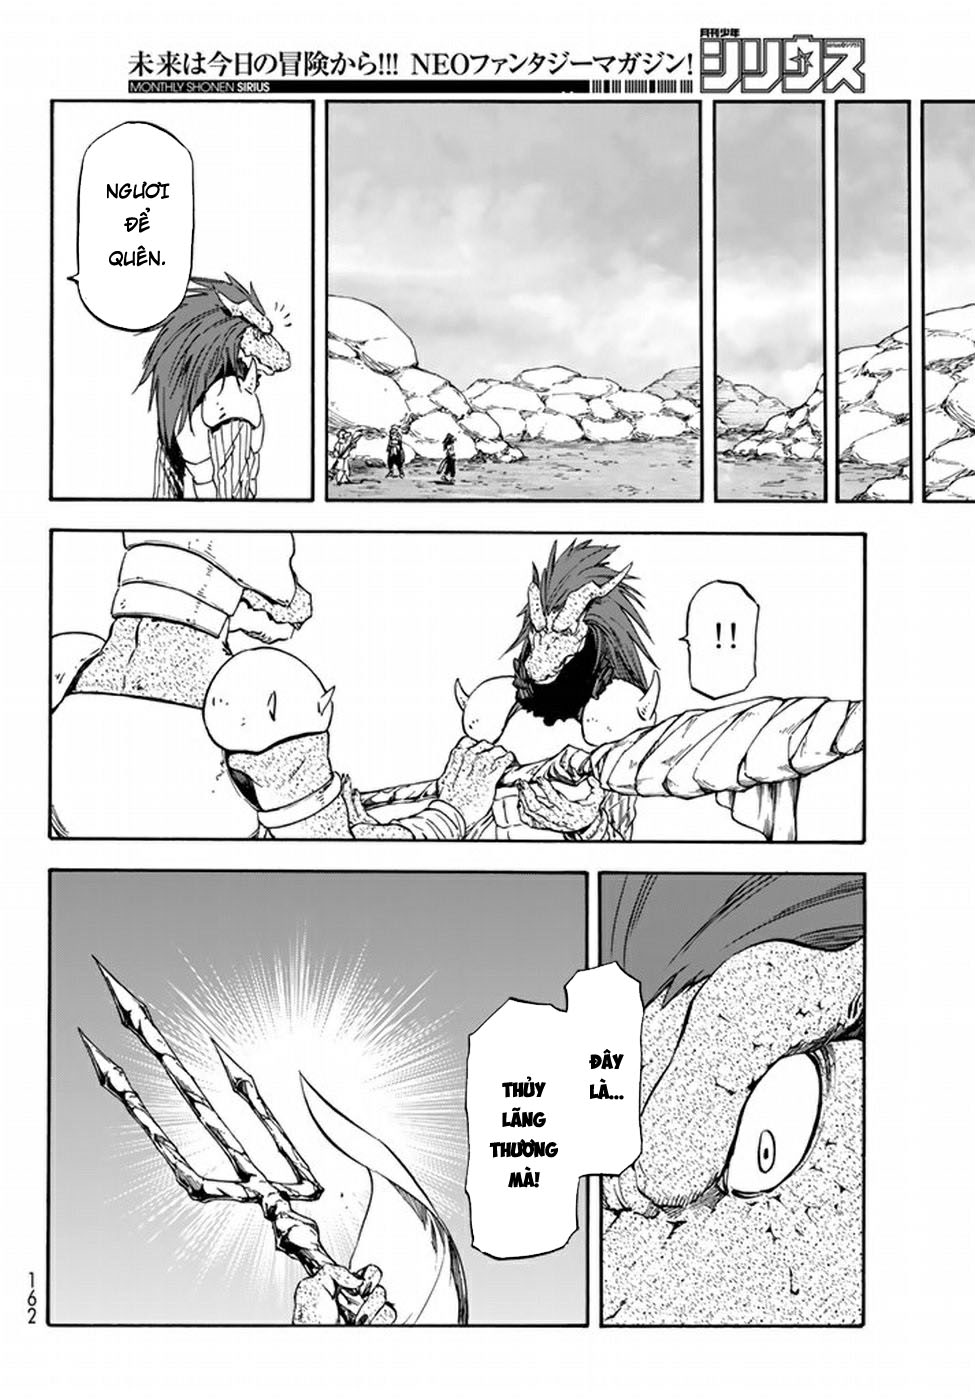 未来は今日の冒険から!!! NEOファンタジーマガジン!
月刊少年
シリウス
MONTHLY SHONEN SIRIUS
NGƯƠI
ĐỂ
QUÊN.
!!
ĐÂY
LÀ...
THỦY
LÃNG
THƯƠNG
MÀ!
162